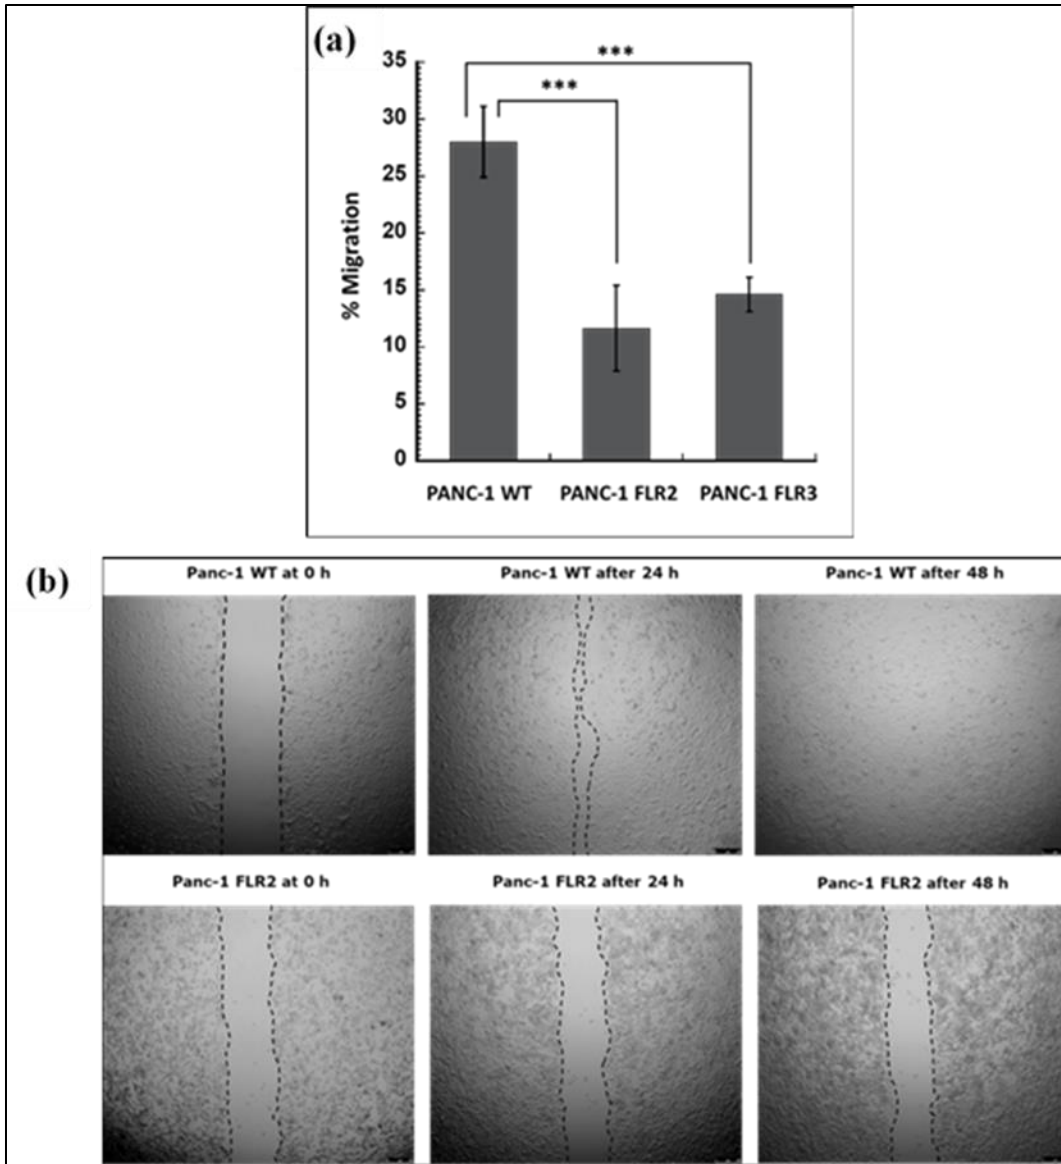 (a)
***
***
35
30
25
20
15
10
5
0
% Migration
PANC-1 WT PANC-1 FLR2 PANC-1 FLR3
(b)
Panc-1 WT at 0 h Panc-1 WT after 24 h Panc-1 WT after 48 h
Panc-1 FLR2 at 0 h Panc-1 FLR2 after 24 h Panc-1 FLR2 after 48 h